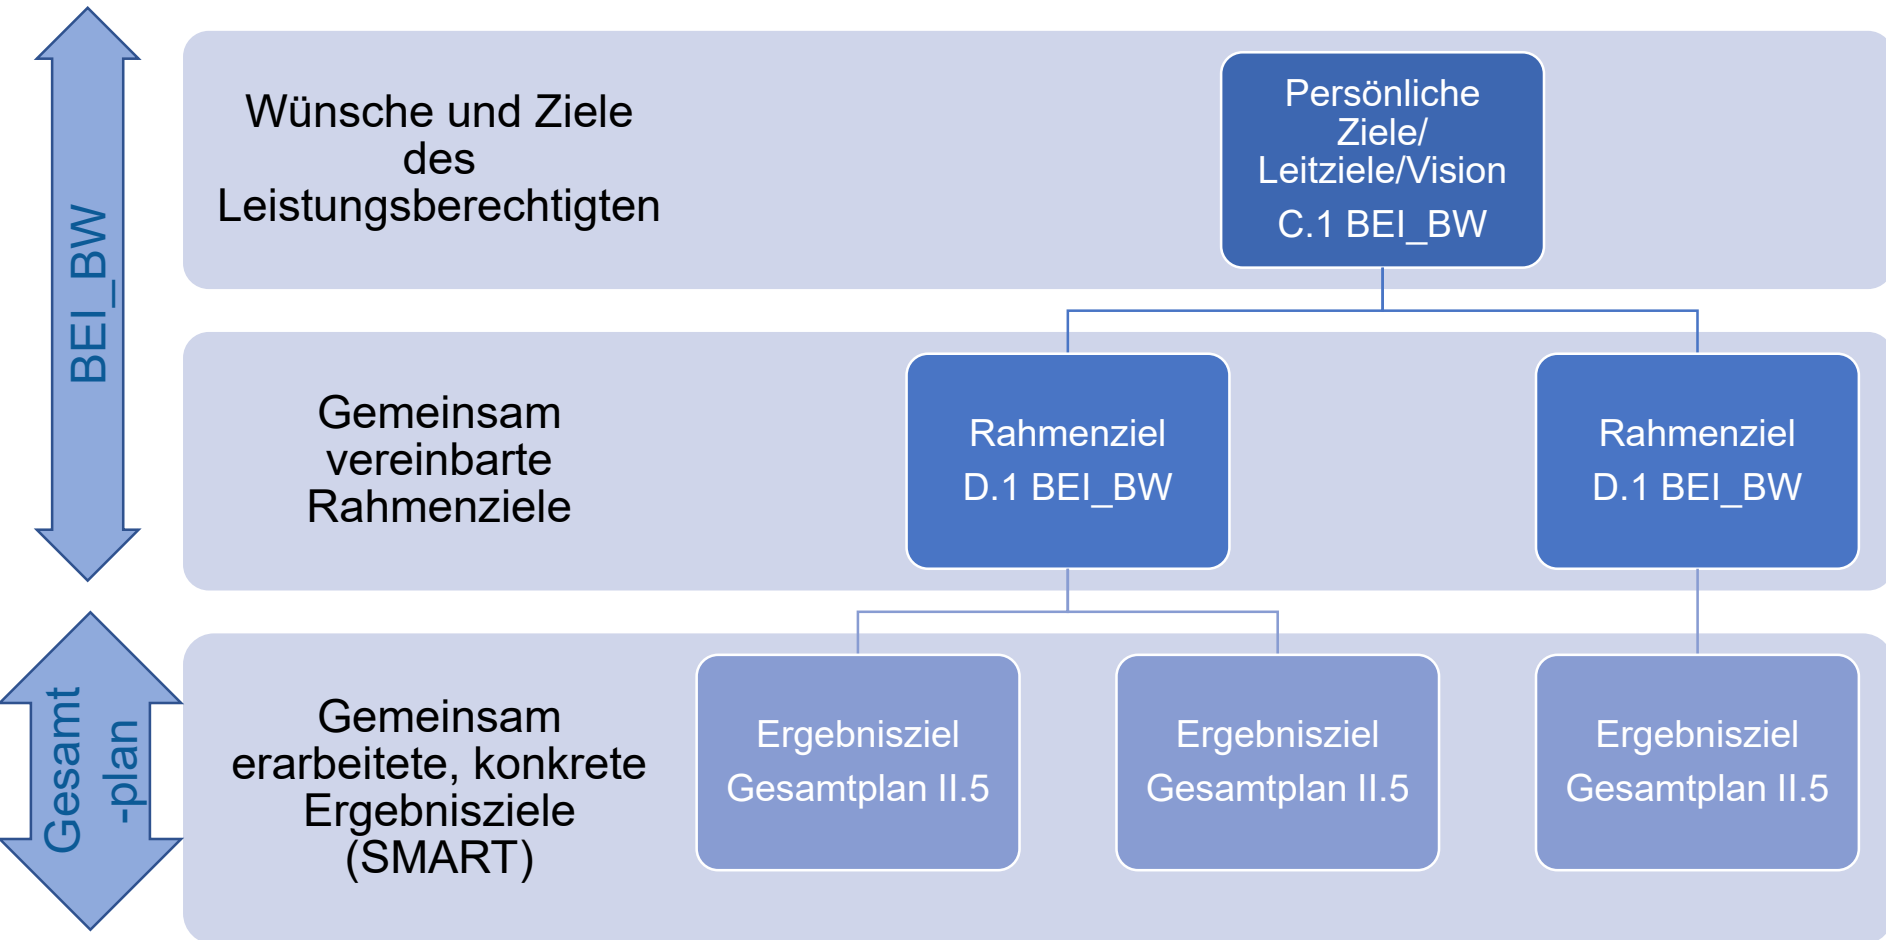 BEI_BW
Wünsche und Ziele
des
Leistungsberechtigten
Persönliche
Ziele/
Leitziele/Vision
C.1 BEI_BW
Gemeinsam
vereinbarte
Rahmenziele
Rahmenziel
D.1 BEI_BW
Rahmenziel
D.1 BEI_BW
Gesamt
-plan
Gemeinsam
erarbeitete, konkrete
Ergebnisziele
(SMART)
Ergebnisziel
Gesamtplan II.5
Ergebnisziel
Gesamtplan II.5
Ergebnisziel
Gesamtplan II.5